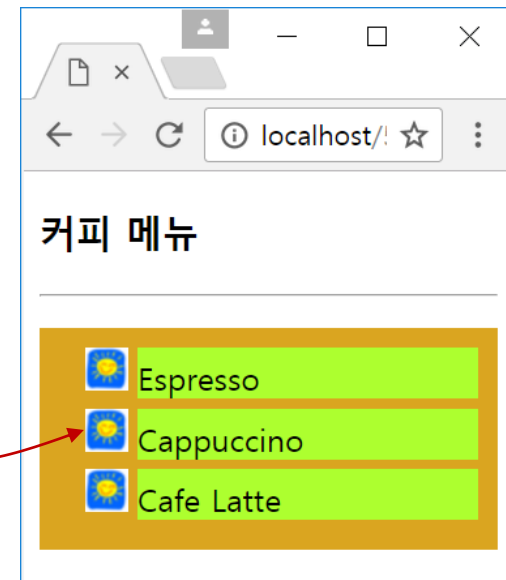 localhost/
커피 메뉴
Espresso
Cappuccino
Cafe Latte